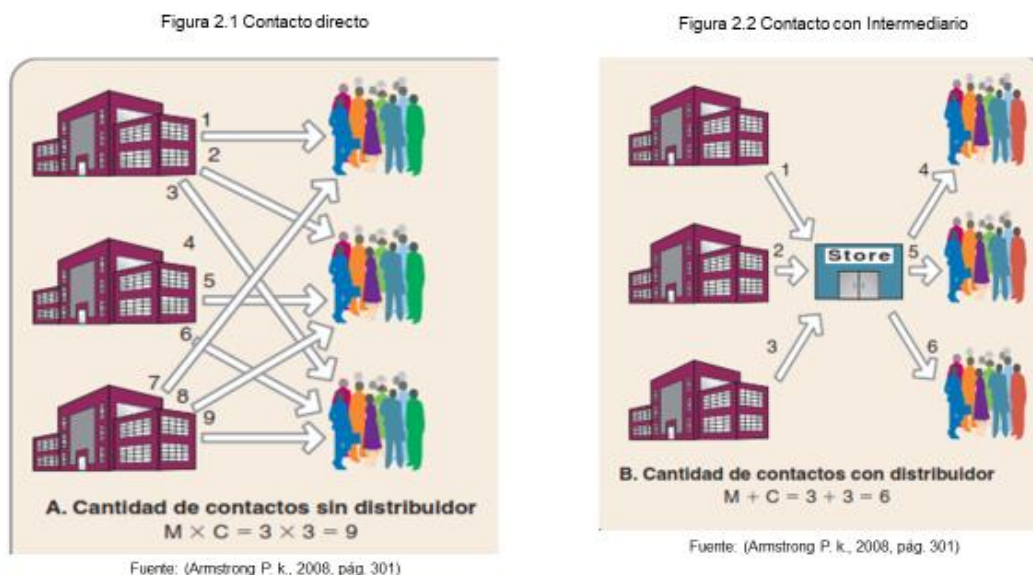 Figura 2.1 Contacto directo
1
2
3
4
5
6
7
8
9
A. Cantidad de contactos sin distribuidor
M × C = 3 × 3 = 9
Fuente: (Armstrong P. k., 2008, pág. 301)
Figura 2.2 Contacto con Intermediario
1
4
2
Store
5
3
6
B. Cantidad de contactos con distribuidor
M + C = 3 + 3 = 6
Fuente: (Armstrong P. k., 2008, pág. 301)